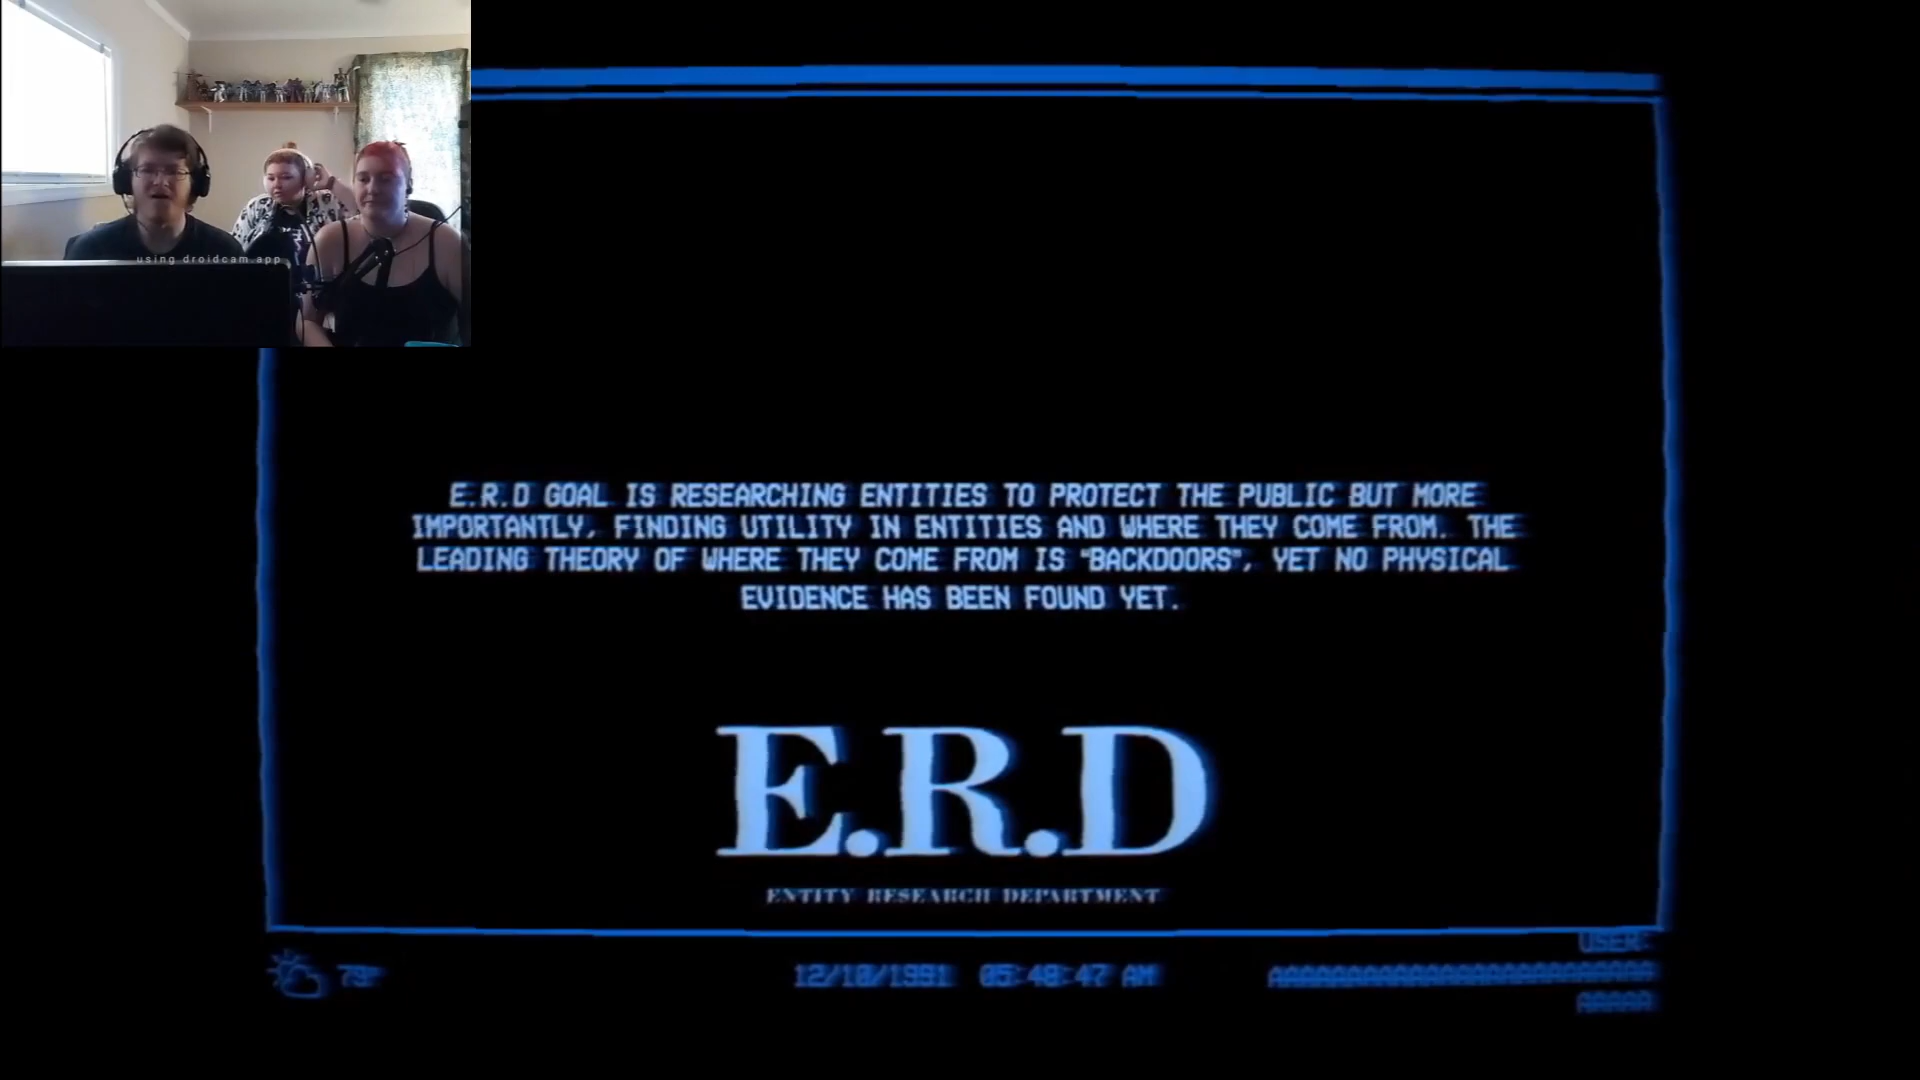 using droidcam app
E.R.D GOAL IS RESEARCHING ENTITIES TO PROTECT THE PUBLIC BUT MORE
IMPORTANTLY, FINDING UTILITY IN ENTITIES AND WHERE THEY COME FROM. THE
LEADING THEORY OF WHERE THEY COME FROM IS "BACKDOORS", YET NO PHYSICAL
EVIDENCE HAS BEEN FOUND YET.
E.R.D
ENTITY RESEARCH DEPARTMENT
USER:
79° 12/10/1991 05:48:47 AM
AAAAA